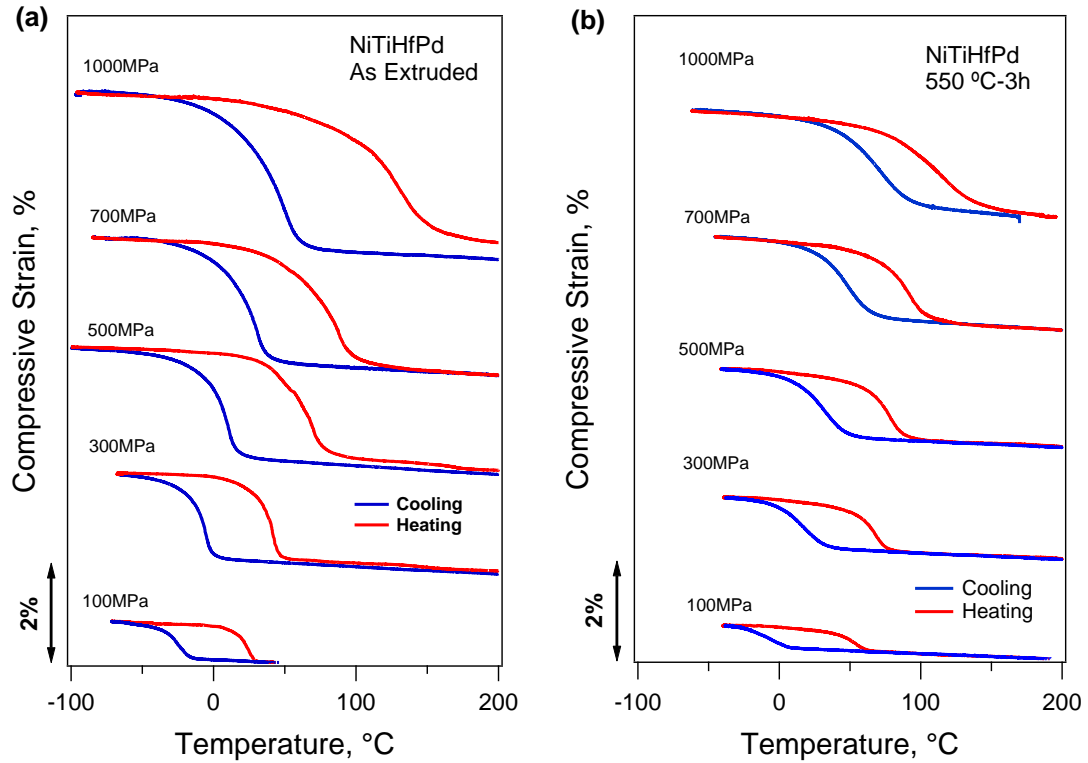 (a)
NiTiHfPd
As Extruded
1000MPa
700MPa
500MPa
300MPa
100MPa
Cooling
Heating
2%
Compressive Strain, %
-100 0 100 200
Temperature, °C
(b)
NiTiHfPd
550 ºC-3h
1000MPa
700MPa
500MPa
300MPa
100MPa
Cooling
Heating
2%
Compressive Strain, %
-100 0 100 200
Temperature, °C